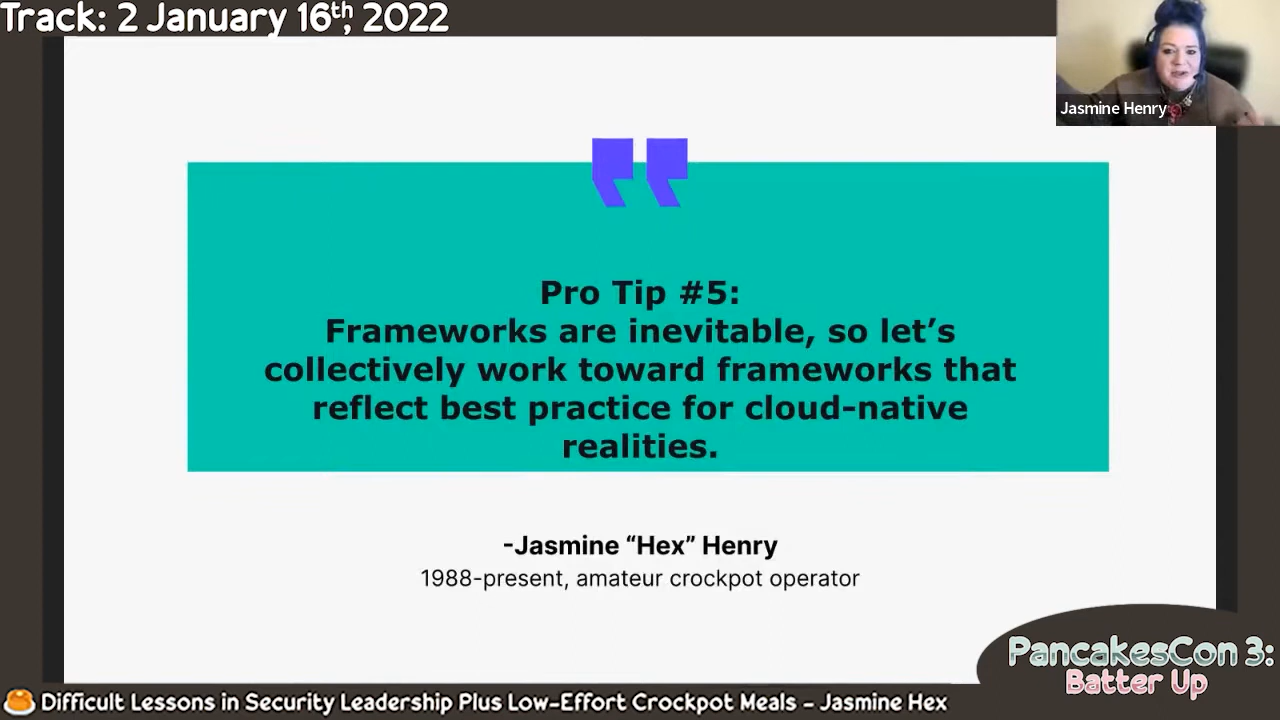 Track: 2 January 16th, 2022
Jasmine Henry
Pro Tip #5:
Frameworks are inevitable, so let’s
collectively work toward frameworks that
reflect best practice for cloud-native
realities.
-Jasmine “Hex” Henry
1988-present, amateur crockpot operator
PancakesCon 3:
Batter Up
Difficult Lessons in Security Leadership Plus Low-Effort Crockpot Meals - Jasmine Hex